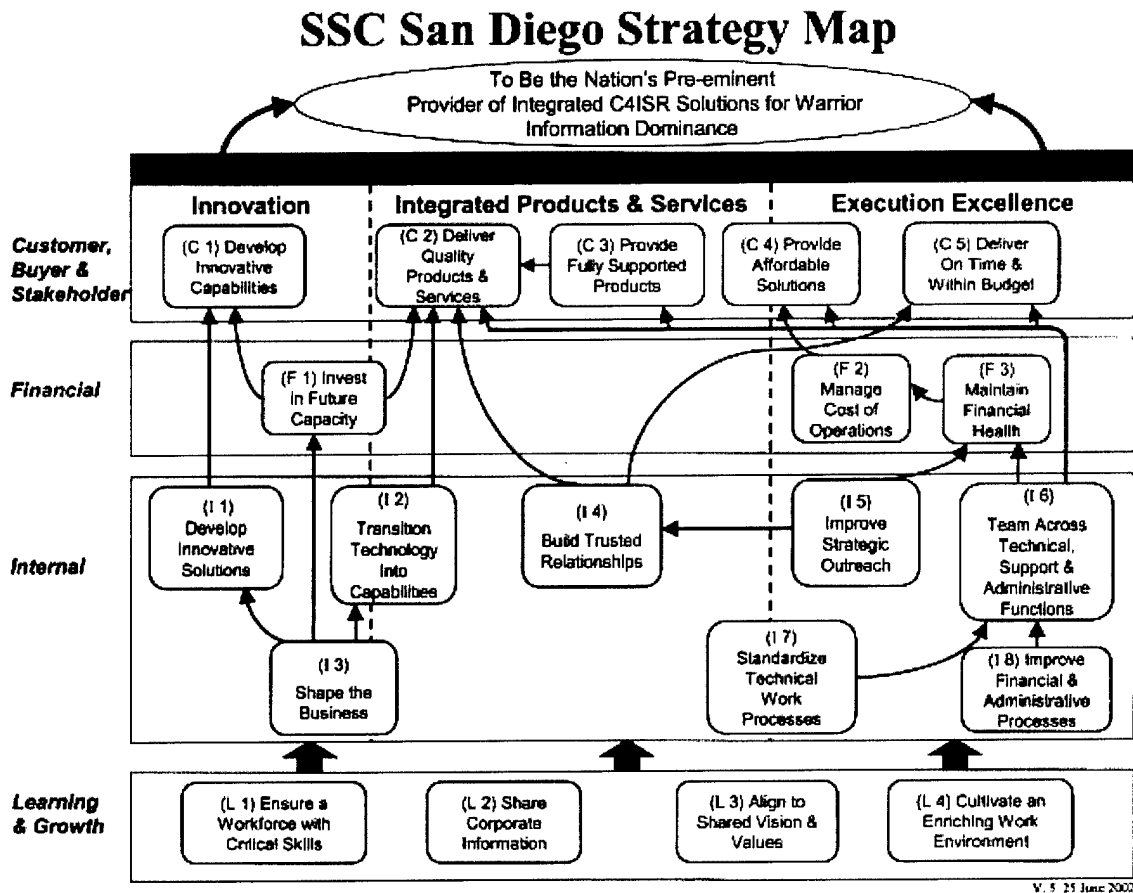 SSC San Diego Strategy Map
To Be the Nation's Pre-eminent
Provider of Integrated C4ISR Solutions for Warrior
Information Dominance
Innovation
Integrated Products & Services
Execution Excellence
Customer,
Buyer &
Stakeholder
(C 1) Develop
Innovative
Capabilities
(C 2) Deliver
Quality
Products &
Services
(C 3) Provide
Fully Supported
Products
(C 4) Provide
Affordable
Solutions
(C 5) Deliver
On Time &
Within Budget
Financial
(F 1) Invest
in Future
Capacity
(F 2)
Manage
Cost of
Operations
(F 3)
Maintain
Financial
Health
Internal
(I 1)
Develop
Innovative
Solutions
(I 2)
Transition
Technology
Into
Capabilities
(I 4)
Build Trusted
Relationships
(I 5)
Improve
Strategic
Outreach
(I 6)
Team Across
Technical,
Support &
Administrative
Functions
(I 3)
Shape the
Business
(I 7)
Standardize
Technical
Work
Processes
(I 8) Improve
Financial &
Administrative
Processes
Learning
& Growth
(L 1) Ensure a
Workforce with
Critical Skills
(L 2) Share
Corporate
Information
(L 3) Align to
Shared Vision &
Values
(L 4) Cultivate an
Enriching Work
Environment
V. 5 25 June